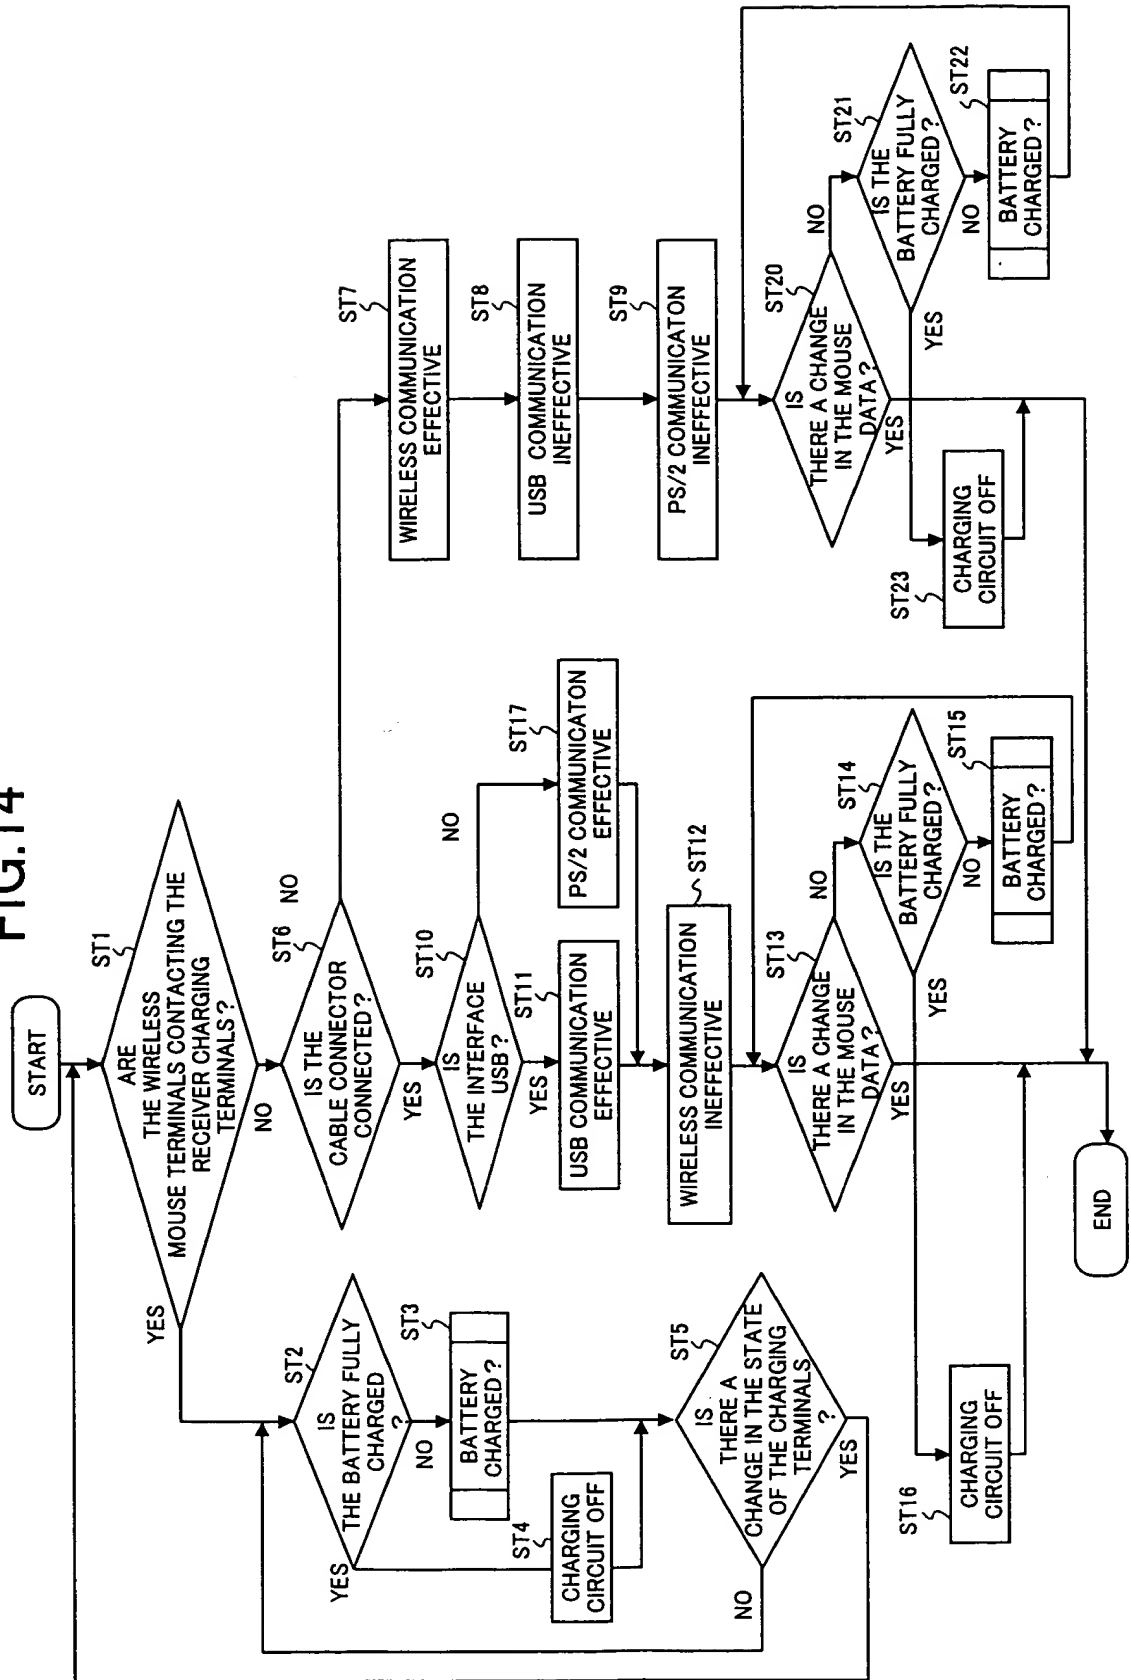 FIG.14
START
ST1
ARE
THE WIRELESS
MOUSE TERMINALS CONTACTING THE
RECEIVER CHARGING
TERMINALS?
YES
NO
ST2
IS
THE BATTERY FULLY
CHARGED
?
YES
NO
ST3
BATTERY
CHARGED?
ST4
CHARGING
CIRCUIT OFF
ST5
IS
THERE A
CHANGE IN THE STATE
OF THE CHARGING
TERMINALS
?
NO
YES
ST6
IS THE
CABLE CONNECTOR
CONNECTED?
NO
YES
ST10
IS
THE INTERFACE
USB?
NO
YES
ST11
USB COMMUNICATION
EFFECTIVE
ST17
PS/2 COMMUNICATON
EFFECTIVE
ST12
WIRELESS COMMUNICATION
INEFFECTIVE
ST13
IS
THERE A CHANGE
IN THE MOUSE
DATA?
NO
YES
ST14
IS THE
BATTERY FULLY
CHARGED?
YES
NO
ST15
BATTERY
CHARGED?
ST16
CHARGING
CIRCUIT OFF
ST7
WIRELESS COMMUNICATION
EFFECTIVE
ST8
USB COMMUNICATION
INEFFECTIVE
ST9
PS/2 COMMUNICATON
INEFFECTIVE
ST20
IS
THERE A CHANGE
IN THE MOUSE
DATA?
NO
YES
ST21
IS THE
BATTERY FULLY
CHARGED?
YES
NO
ST22
BATTERY
CHARGED?
ST23
CHARGING
CIRCUIT OFF
END